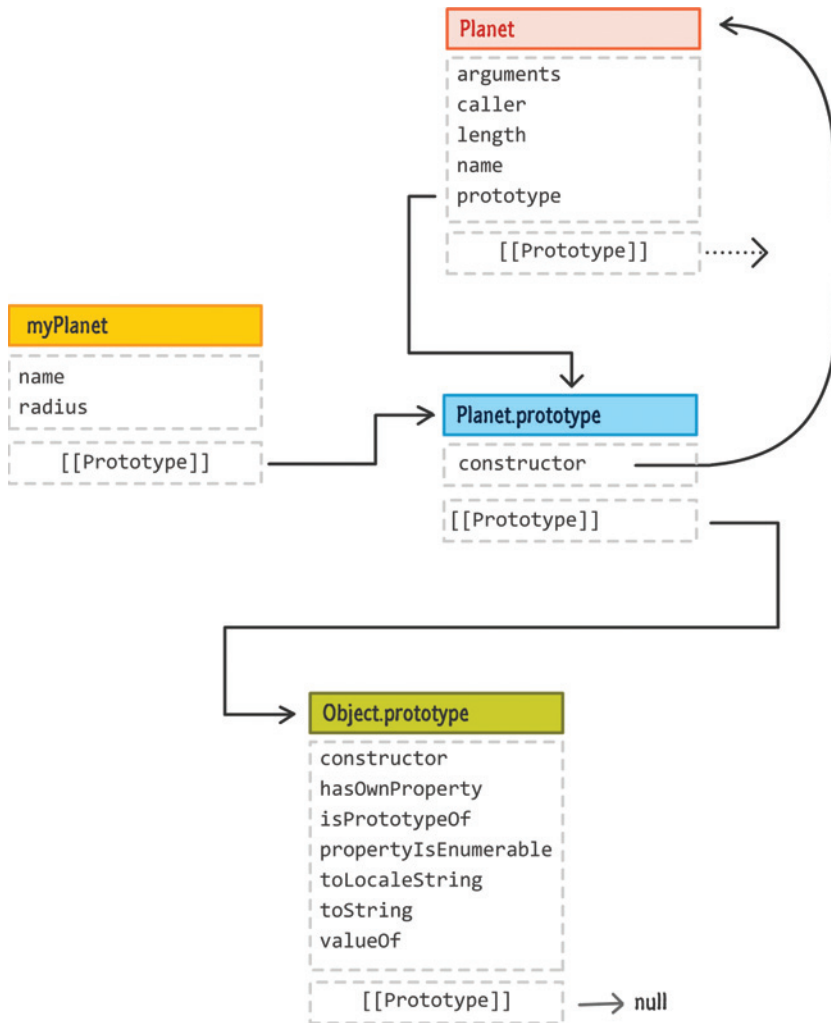 Planet
arguments
caller
length
name
prototype
[[Prototype]]
myPlanet
name
radius
[[Prototype]]
Planet.prototype
constructor
[[Prototype]]
Object.prototype
constructor
hasOwnProperty
isPrototypeOf
propertyIsEnumerable
toLocaleString
toString
valueOf
[[Prototype]]
null